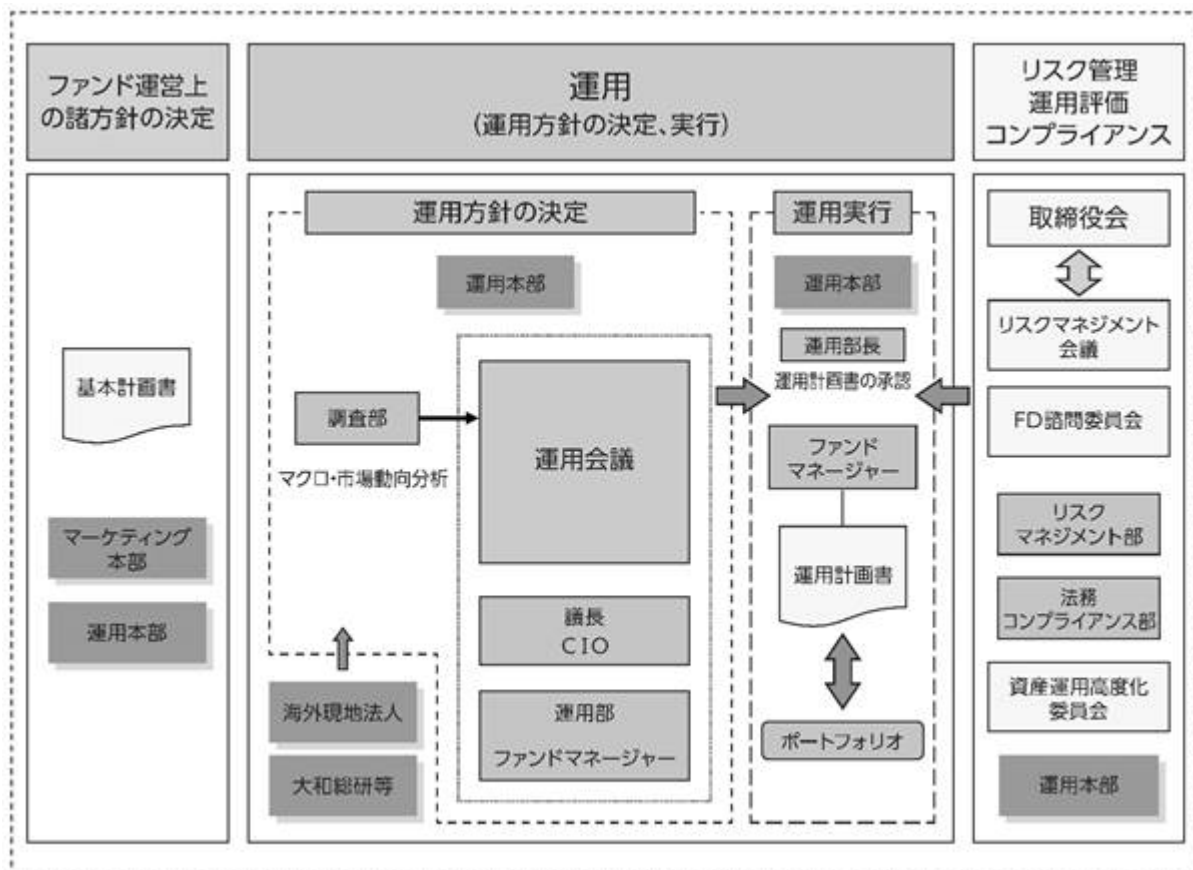 ファンド運営上
の諸方針の決定
運用
(運用方針の決定、実行)
リスク管理
運用評価
コンプライアンス
基本計画書
マーケティング
本部
運用本部
運用方針の決定
運用本部
調査部
マクロ・市場動向分析
運用会議
議長
CIO
運用部
ファンドマネージャー
海外現地法人
大和総研等
運用実行
運用本部
運用部長
運用計画書の承認
ファンド
マネージャー
運用計画書
ポートフォリオ
取締役会
リスクマネジメント
会議
FD諮問委員会
リスク
マネジメント部
法務
コンプライアンス部
資産運用高度化
委員会
運用本部